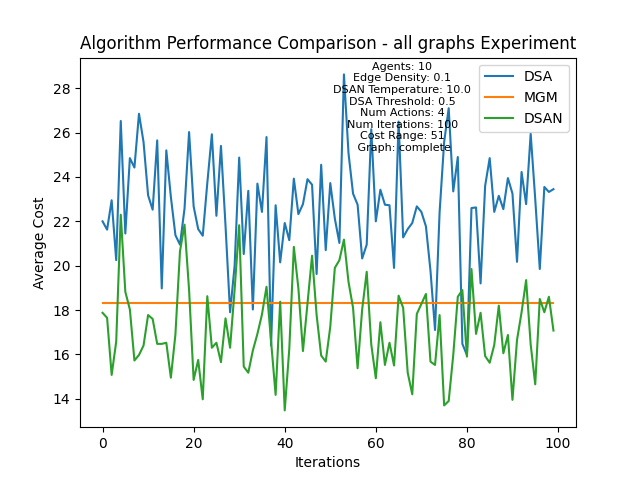 Algorithm Performance Comparison - all graphs Experiment
Agents: 10
Edge Density: 0.1
DSAN Temperature: 10.0
DSA Threshold: 0.5
Num Actions: 4
Num Iterations: 100
Cost Range: 51
Graph: complete
DSA
MGM
DSAN
Average Cost
28
26
24
22
20
18
16
14
0
20
40
60
80
100
Iterations